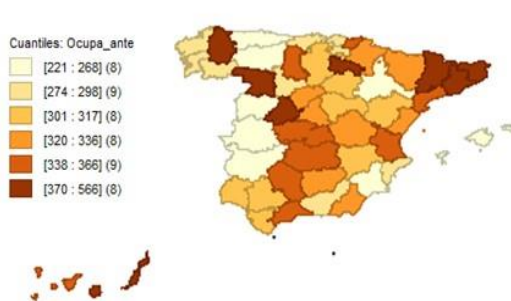 Cuantiles: Ocupa_ante
[221 : 268] (8)
[274 : 298] (9)
[301 : 317] (8)
[320 : 336] (8)
[338 : 366] (9)
[370 : 566] (8)